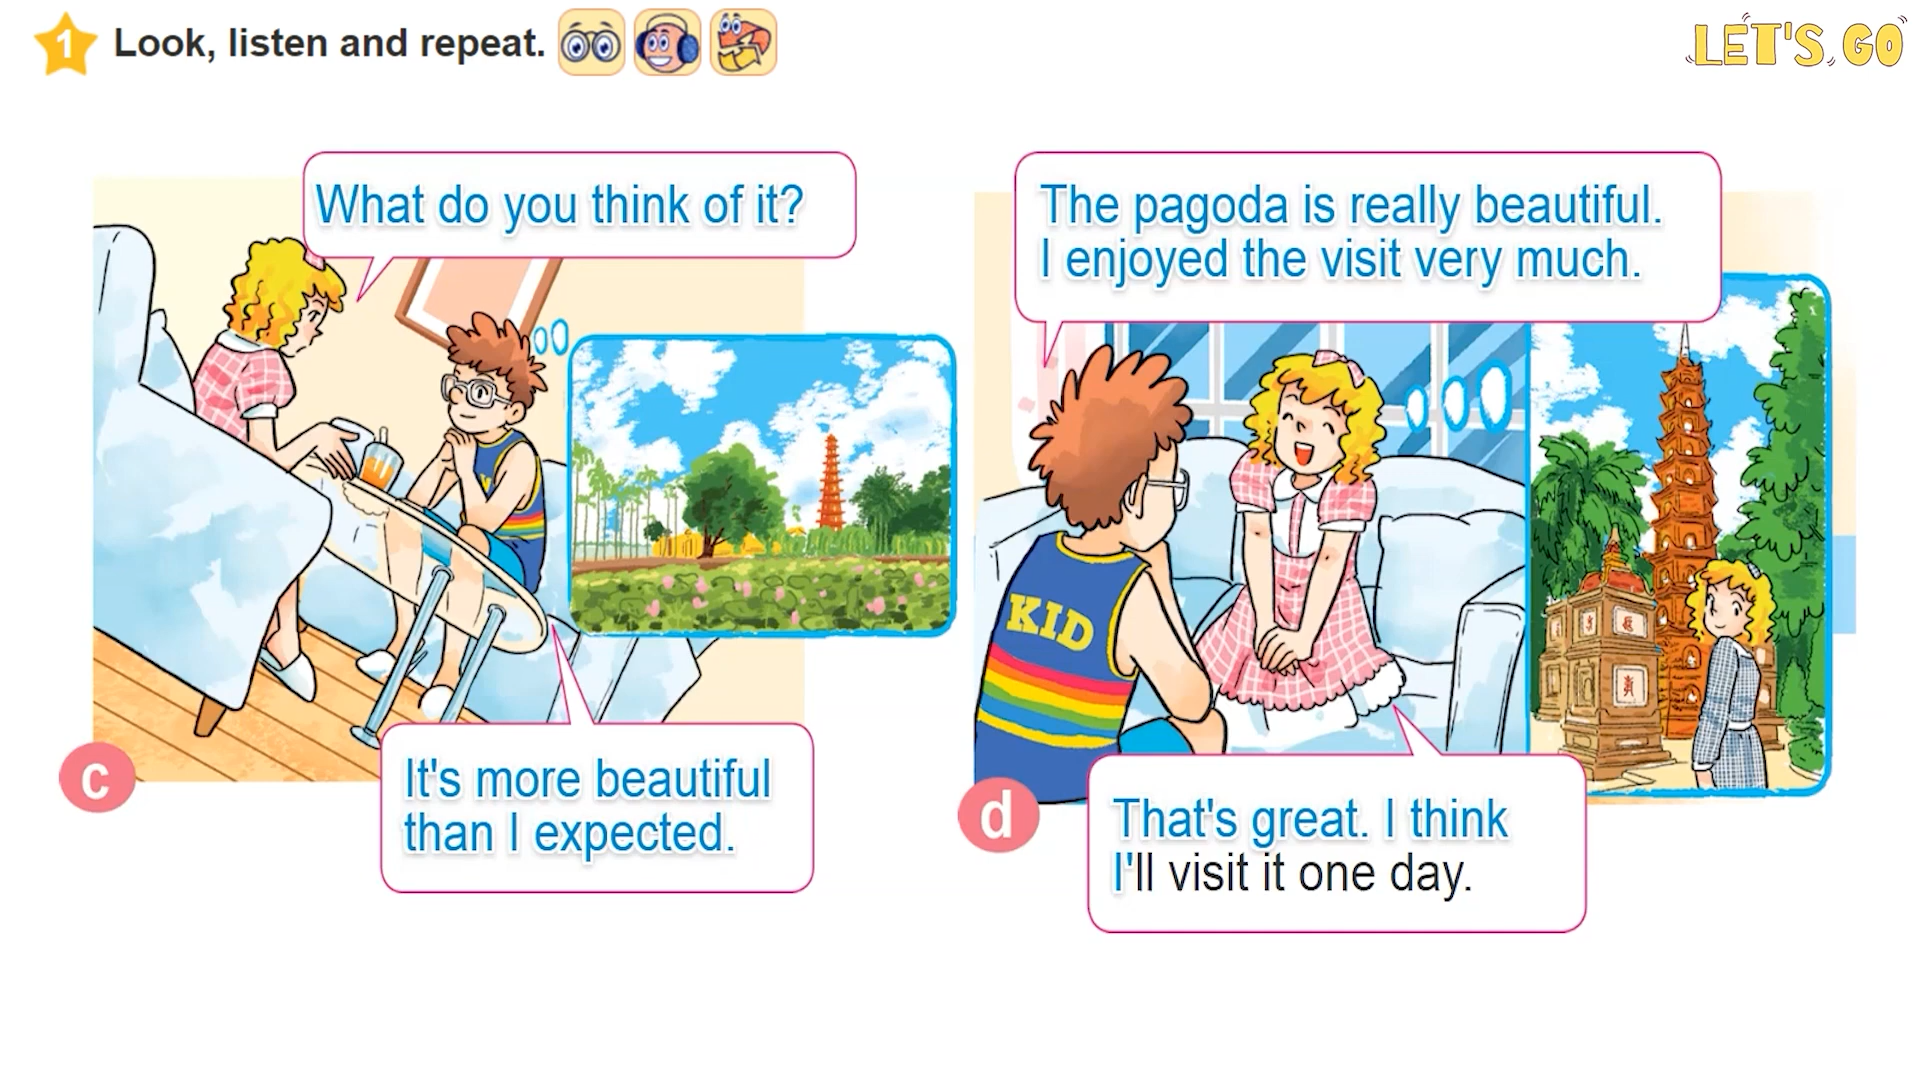 1 Look, listen and repeat.
LET'S GO
What do you think of it?
It's more beautiful
than I expected.
c
The pagoda is really beautiful.
I enjoyed the visit very much.
KID
That's great. I think
I'll visit it one day.
d